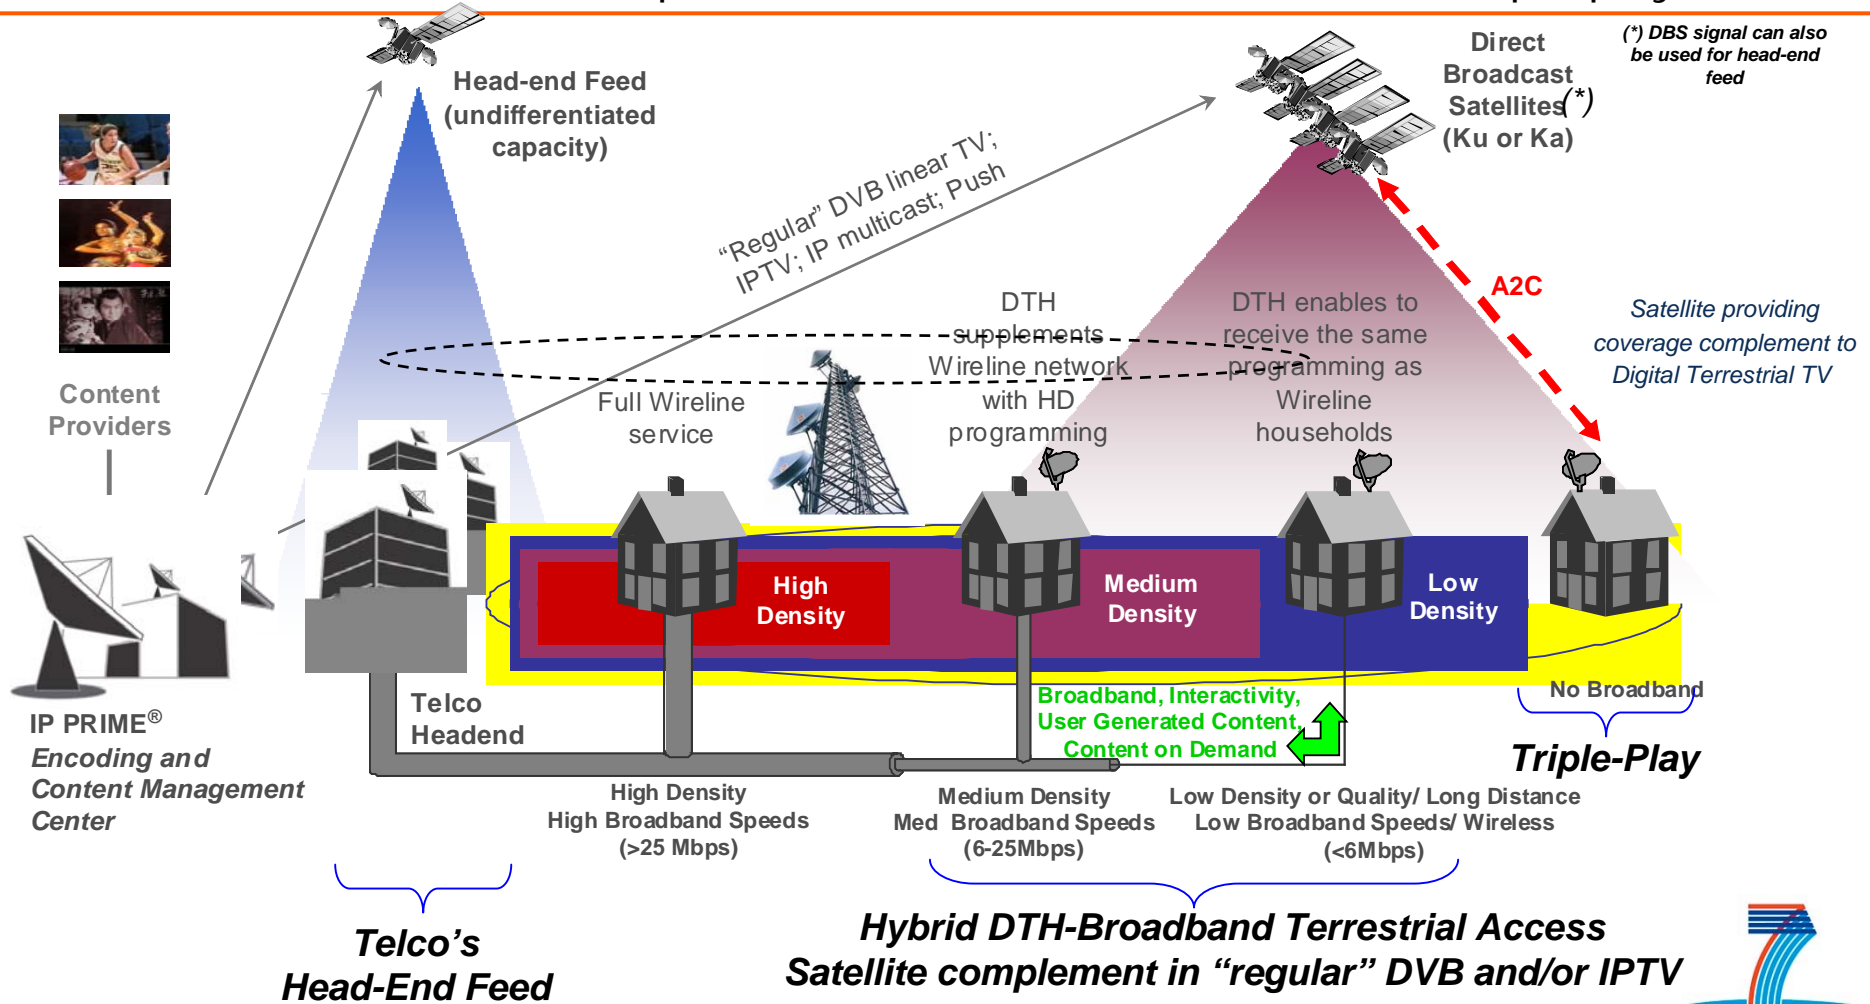 (*) DBS signal can also
be used for head-end
feed
Head-end Feed
(undifferentiated
capacity)
Direct
Broadcast
Satellites(*)
(Ku or Ka)
"Regular" DVB linear TV;
IPTV; IP multicast; Push
A2C
Satellite providing
coverage complement to
Digital Terrestrial TV
Content
Providers
Full Wireline
service
DTH
supplements
Wireline network
with HD
programming
DTH enables to
receive the same
programming as
Wireline
households
High
Density
Medium
Density
Low
Density
No Broadband
Triple-Play
IP PRIME®
Encoding and
Content Management
Center
Telco
Headend
Broadband, Interactivity,
User Generated Content,
Content on Demand
High Density
High Broadband Speeds
(>25 Mbps)
Medium Density
Med Broadband Speeds
(6-25Mbps)
Low Density or Quality/ Long Distance
Low Broadband Speeds/ Wireless
(<6Mbps)
Telco's
Head-End Feed
Hybrid DTH-Broadband Terrestrial Access
Satellite complement in "regular" DVB and/or IPTV